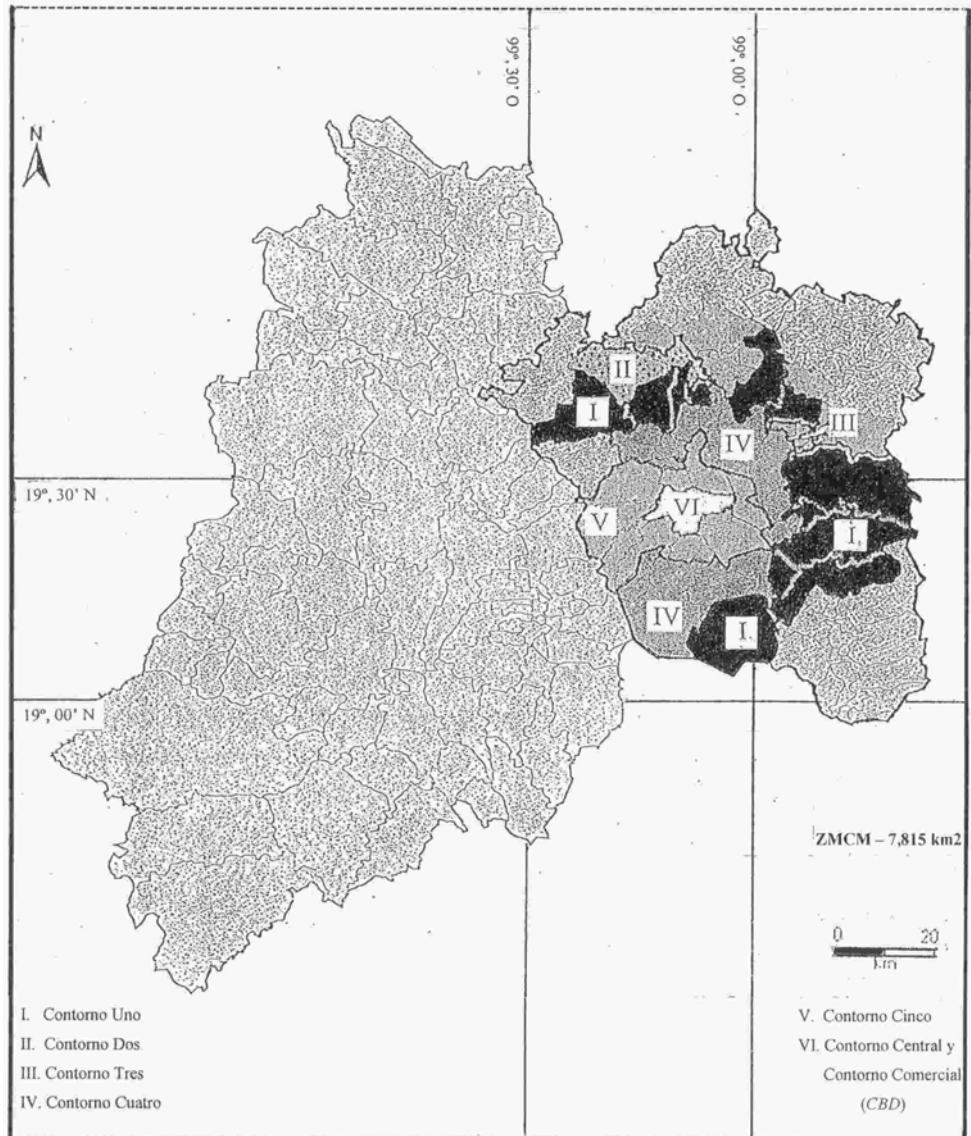 99°, 30' O
99°, 00' O
N
II
I
III
IV
19°, 30' N
VI
V
I.
IV
I.
19°, 00' N
ZMCM – 7,815 km2
0 20
km
I. Contorno Uno
II. Contorno Dos
III. Contorno Tres
IV. Contorno Cuatro
V. Contorno Cinco
VI. Contorno Central y
Contorno Comercial
(CBD)